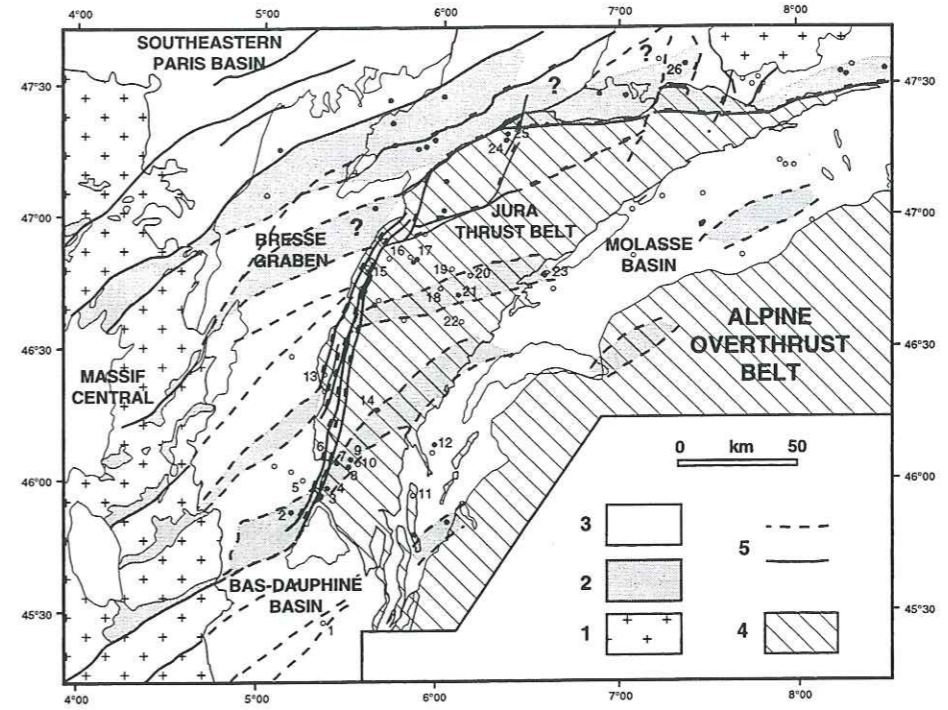 4°00' 5°00' 6°00' 7°00' 8°00'
SOUTHEASTERN
PARIS BASIN
47°30' 47°30'
? ? 26
25
24
47°00' 47°00'
JURA
THRUST BELT
BRESSE
GRABEN
?
MOLASSE
BASIN
16 17
15 19 20 23
18 21
22
46°30' 46°30'
ALPINE
OVERTHRUST
BELT
MASSIF
CENTRAL
13
14
0 km 50
6 7 9 10 12
8
46°00' 46°00'
5 4 11
3
2
3
5
2
BAS-DAUPHINÉ
BASIN
45°30' 45°30'
1
1 4
4°00' 5°00' 6°00' 7°00' 8°00'